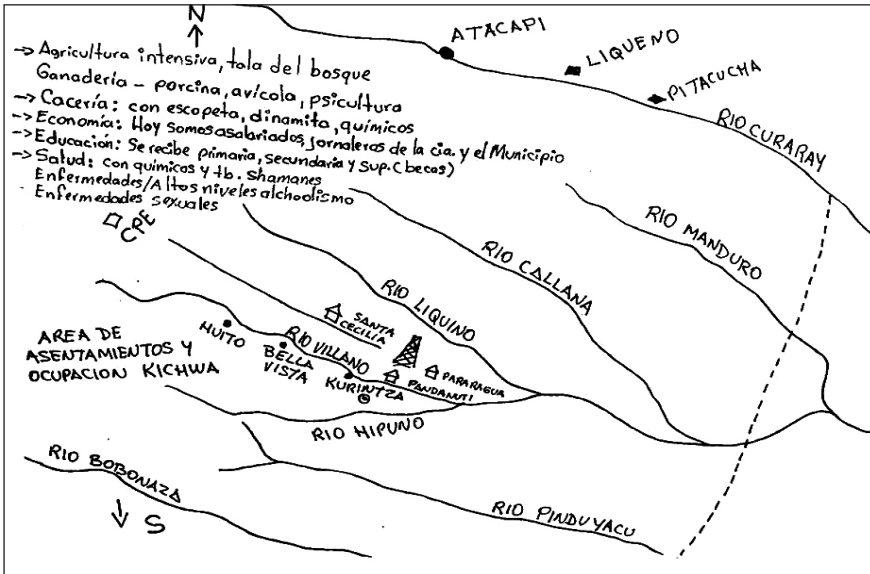 N
ATACAPI
LIQUENO
PITACUCHA
RIO CURARAY
→ Agricultura intensiva, tala del bosque
Ganadería - porcina, avícola, psicultura
→ Cacería: con escopeta, dinamita, químicos
→ Economía: Hoy somos asalariados, jornaleros de la cia. y el Municipio
→ Educación: Se recibe primaria, secundaria y sup. (becas)
→ Salud: con químicos y tb. shamanes
Enfermedades/Altos niveles alchoolismo
Enfermedades sexuales
CPE
RIO MANDURO
RIO CALLANA
RIO LIQUINO
SANTA
CECILIA
HUITO
RIO VILLANO
BELLA
VISTA
KURINTZA
PARARAGUA
PANDANUTI
AREA DE
ASENTAMIENTOS Y
OCUPACION KICHWA
RIO HIPUNO
RIO BOBONAZA
S
RIO PINDUYACU